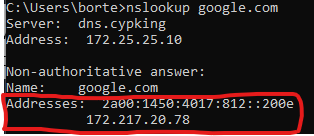 C:\Users\borte>nslookup google.com
Server:  dns.cypking
Address:  172.25.25.10
Non-authoritative answer:
Name:    google.com
Addresses:  2a00:1450:4017:812::200e
172.217.20.78